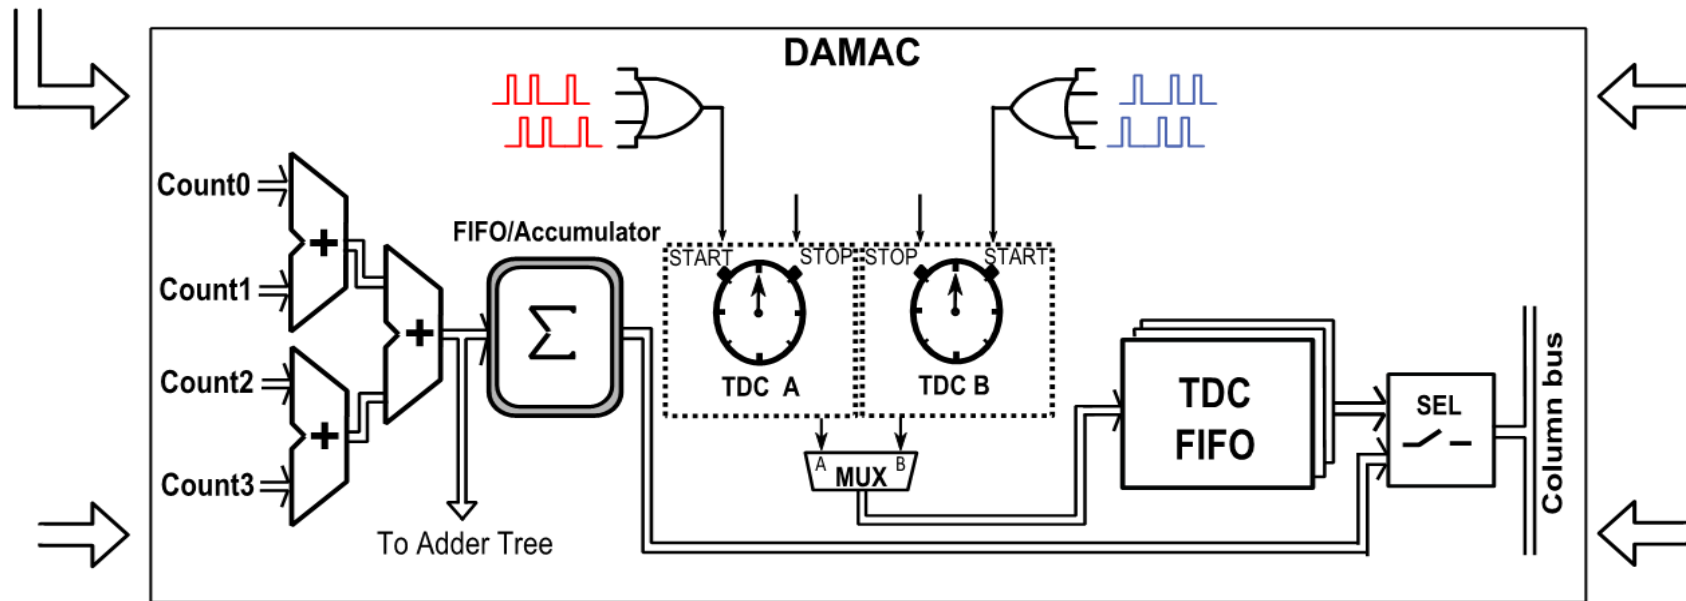 DAMAC
Count0
+
Count1
Count2
+
Count3
+
To Adder Tree
FIFO/Accumulator
Σ
START
STOP
TDC A
STOP
START
TDC B
A
MUX
B
TDC
FIFO
SEL
Column bus